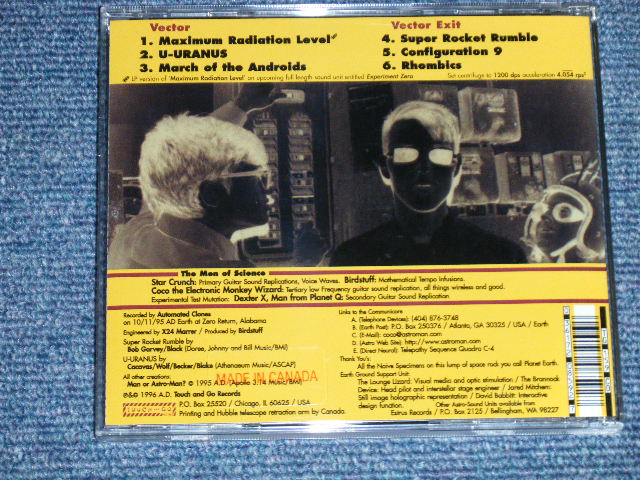 Vector
1. Maximum Radiation Level
2. U-URANUS
3. March of the Androids
Vector Exit
4. Super Rocket Rumble
5. Configuration 9
6. Rhombics
LP version of 'Maximum Radiation Level' on upcoming full length sound unit entitled Experiment Zero
Set centrifuge to 1200 dps acceleration 4.054 rps²
The Men of Science
Star Crunch: Primary Guitar Sound Replications, Voice Waves. Birdstuff: Mathematical Tempo Infusions.
Coco the Electronic Monkey Wizard: Tertiary low Frequency guitar sound replication, all things wireless and good.
Experimental Test Mutation: Dexter X, Man from Planet Q: Secondary Guitar Sound Replication
Recorded by Automated Clones
on 10/11/95 AD Earth at Zero Return, Alabama
Engineered by X24 Marrer / Produced by Birdstuff
Super Rocket Rumble by
Bob Garvey/Black (Dorse, Johnny and Bill Music/BMI)
U-URANUS by
Cacavas/Wolf/Becker/Blake (Athenaeum Music/ASCAP)
All other creations:
Man or Astro-Man? © 1995 A.D. (Apollo 3.14 Music/BMI)
MADE IN CANADA
℗&© 1996 A.D. Touch and Go Records
P.O. Box 25520 / Chicago, IL 60625 / USA
Printing and Hubble telescope retraction arm by Canada.
TOUCH AND GO
Links to the Communicore
A. (Telephone Devices): (404) 876-3748
B. (Earth Post): P.O. Box 250376 / Atlanta, GA 30325 / USA / Earth
C. (E-mail): coco@astroman.com
D. (Astro Web Site): http://www.astroman.com
E. (Direct Neural): Telepathy Sequence Quadro C-4
Thank You's:
All the Naive Specimens on this lump of space rock you call Planet Earth.
Earth Ground Support Unit:
The Lounge Lizard: Visual media and optic stimulation / The Brannock
Device: Head pilot and interstellar stage engineer / Jared Mitchem:
Still image holographic representation / David Babbitt: Interactive
design function.
Other Astro-Sound Units available from
Estrus Records / P.O. Box 2125 / Bellingham, WA 98227